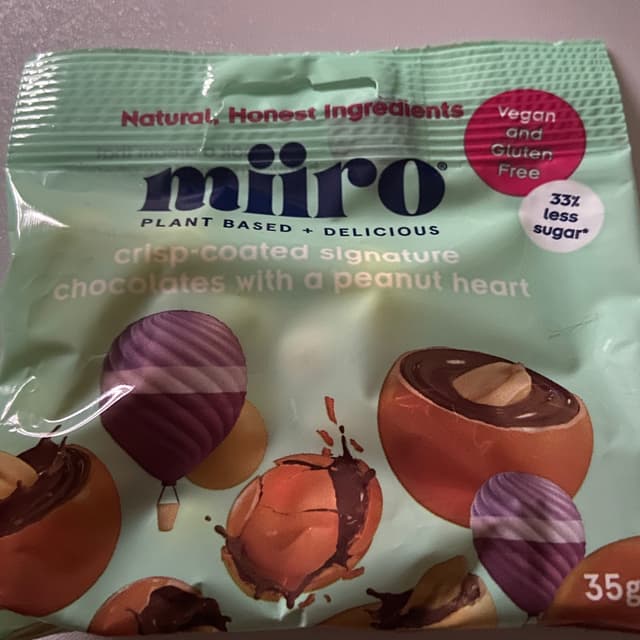 Natural, Honest Ingredients
Vegan
and
Gluten
Free
miiro®
33%
less
sugar*
PLANT BASED + DELICIOUS
crisp-coated signature
chocolates with a peanut heart
35g